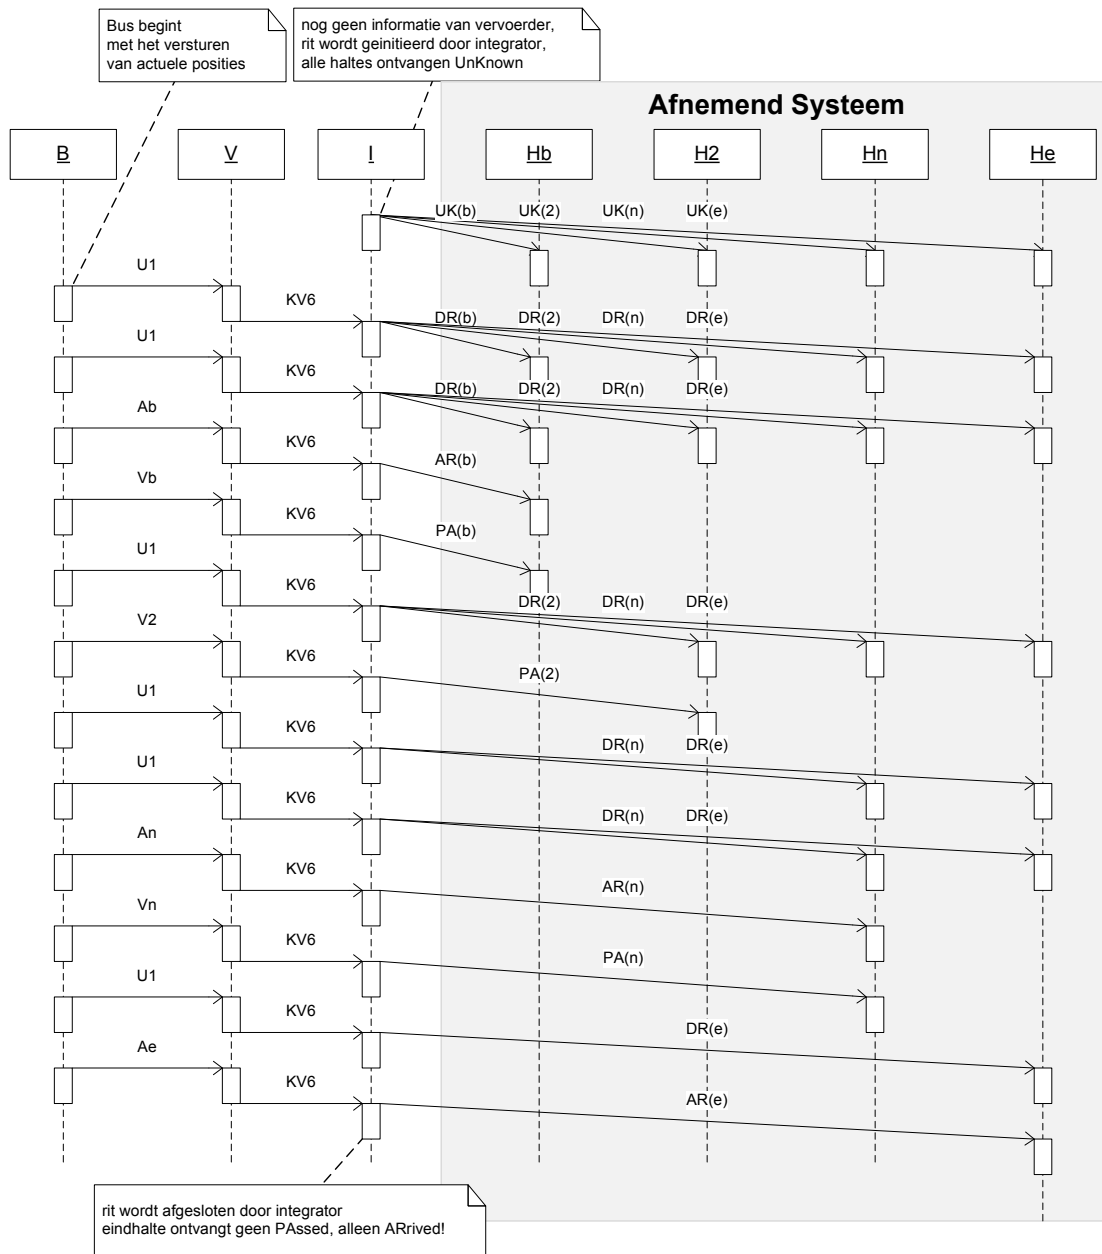 Bus begint
met het versturen
van actuele posities
nog geen informatie van vervoerder,
rit wordt geinitieerd door integrator,
alle haltes ontvangen UnKnown
Afnemend Systeem
B V I Hb H2 Hn He
UK(b) UK(2) UK(n) UK(e)
U1
KV6
DR(b) DR(2) DR(n) DR(e)
U1
KV6
DR(b) DR(2) DR(n) DR(e)
Ab
KV6
AR(b)
Vb
KV6
PA(b)
U1
KV6
DR(2) DR(n) DR(e)
V2
KV6
PA(2)
U1
KV6
DR(n) DR(e)
U1
KV6
DR(n) DR(e)
An
KV6
AR(n)
Vn
KV6
PA(n)
U1
KV6
DR(e)
Ae
KV6
AR(e)
rit wordt afgesloten door integrator
eindhalte ontvangt geen PAssed, alleen ARrived!